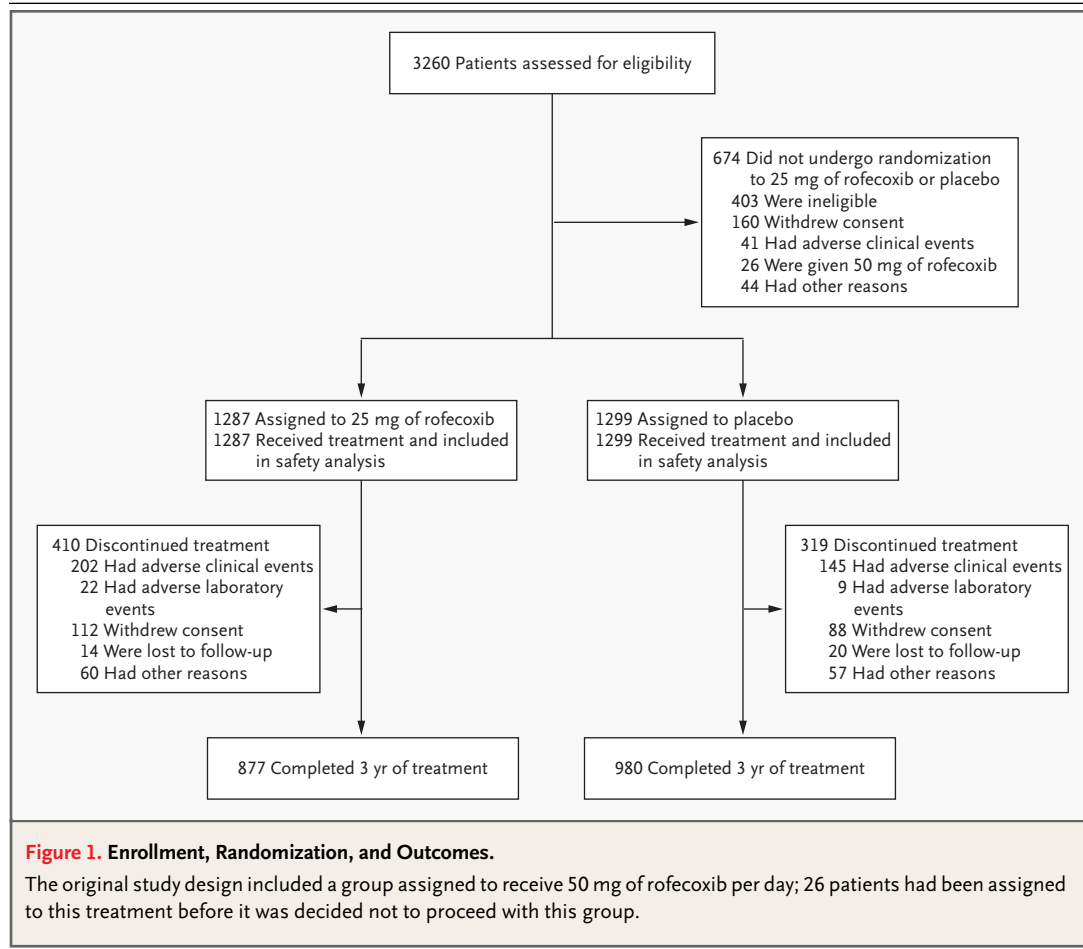 3260 Patients assessed for eligibility
674 Did not undergo randomization
to 25 mg of rofecoxib or placebo
403 Were ineligible
160 Withdrew consent
41 Had adverse clinical events
26 Were given 50 mg of rofecoxib
44 Had other reasons
1287 Assigned to 25 mg of rofecoxib
1287 Received treatment and included
in safety analysis
1299 Assigned to placebo
1299 Received treatment and included
in safety analysis
410 Discontinued treatment
202 Had adverse clinical events
22 Had adverse laboratory
events
112 Withdrew consent
14 Were lost to follow-up
60 Had other reasons
319 Discontinued treatment
145 Had adverse clinical events
9 Had adverse laboratory
events
88 Withdrew consent
20 Were lost to follow-up
57 Had other reasons
877 Completed 3 yr of treatment
980 Completed 3 yr of treatment
Figure 1. Enrollment, Randomization, and Outcomes.
The original study design included a group assigned to receive 50 mg of rofecoxib per day; 26 patients had been assigned
to this treatment before it was decided not to proceed with this group.